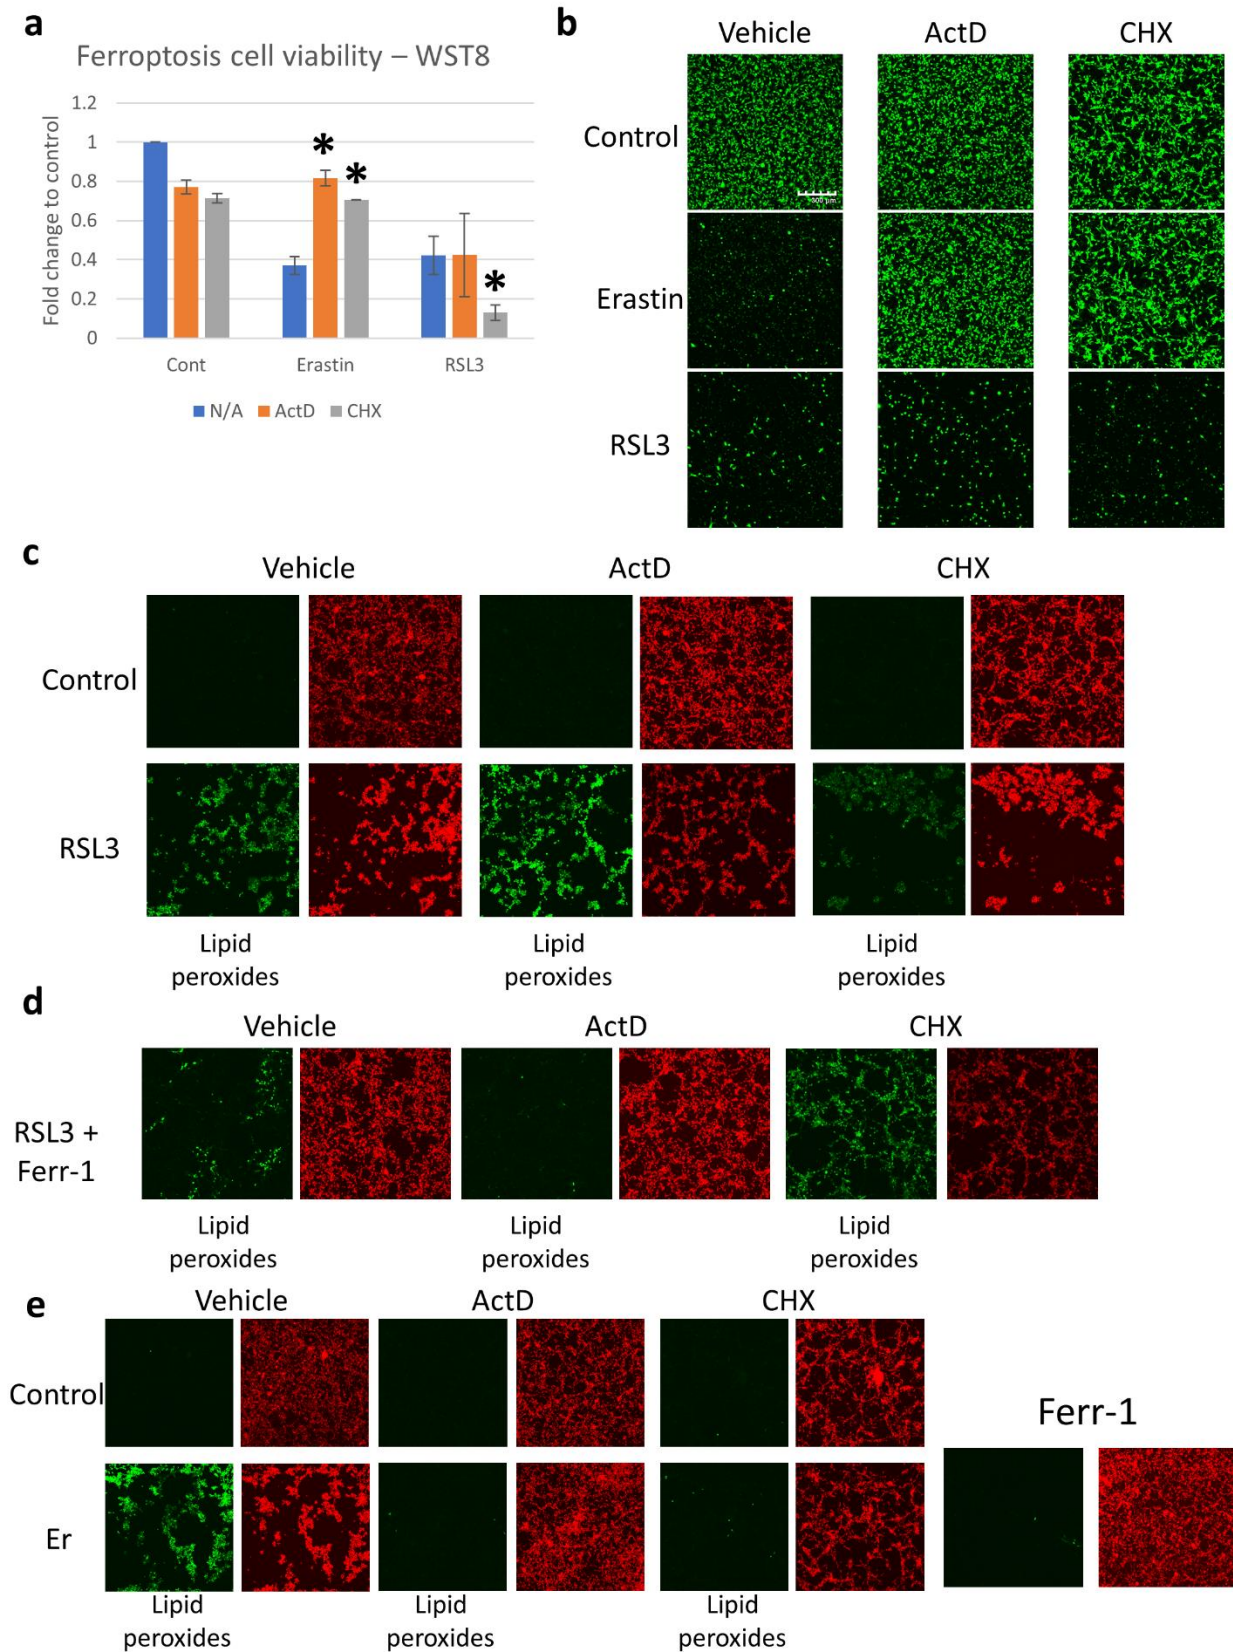 a
Ferroptosis cell viability – WST8
Fold change to control
1.2
1
0.8
0.6
0.4
0.2
0
* * *
Cont Erastin RSL3
N/A ActD CHX
b
Vehicle ActD CHX
Control
300 µm
Erastin
RSL3
c
Vehicle ActD CHX
Control
RSL3
Lipid Lipid Lipid
peroxides peroxides peroxides
d
Vehicle ActD CHX
RSL3 +
Ferr-1
Lipid Lipid Lipid
peroxides peroxides peroxides
e
Vehicle ActD CHX
Control
Ferr-1
Er
Lipid Lipid Lipid
peroxides peroxides peroxides